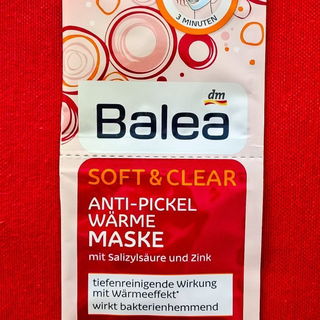 3 MINUTEN
dm
Balea
SOFT & CLEAR
ANTI-PICKEL
WÄRME
MASKE
mit Salizylsäure und Zink
tiefenreinigende Wirkung
mit Wärmeeffekt*
wirkt bakterienhemmend